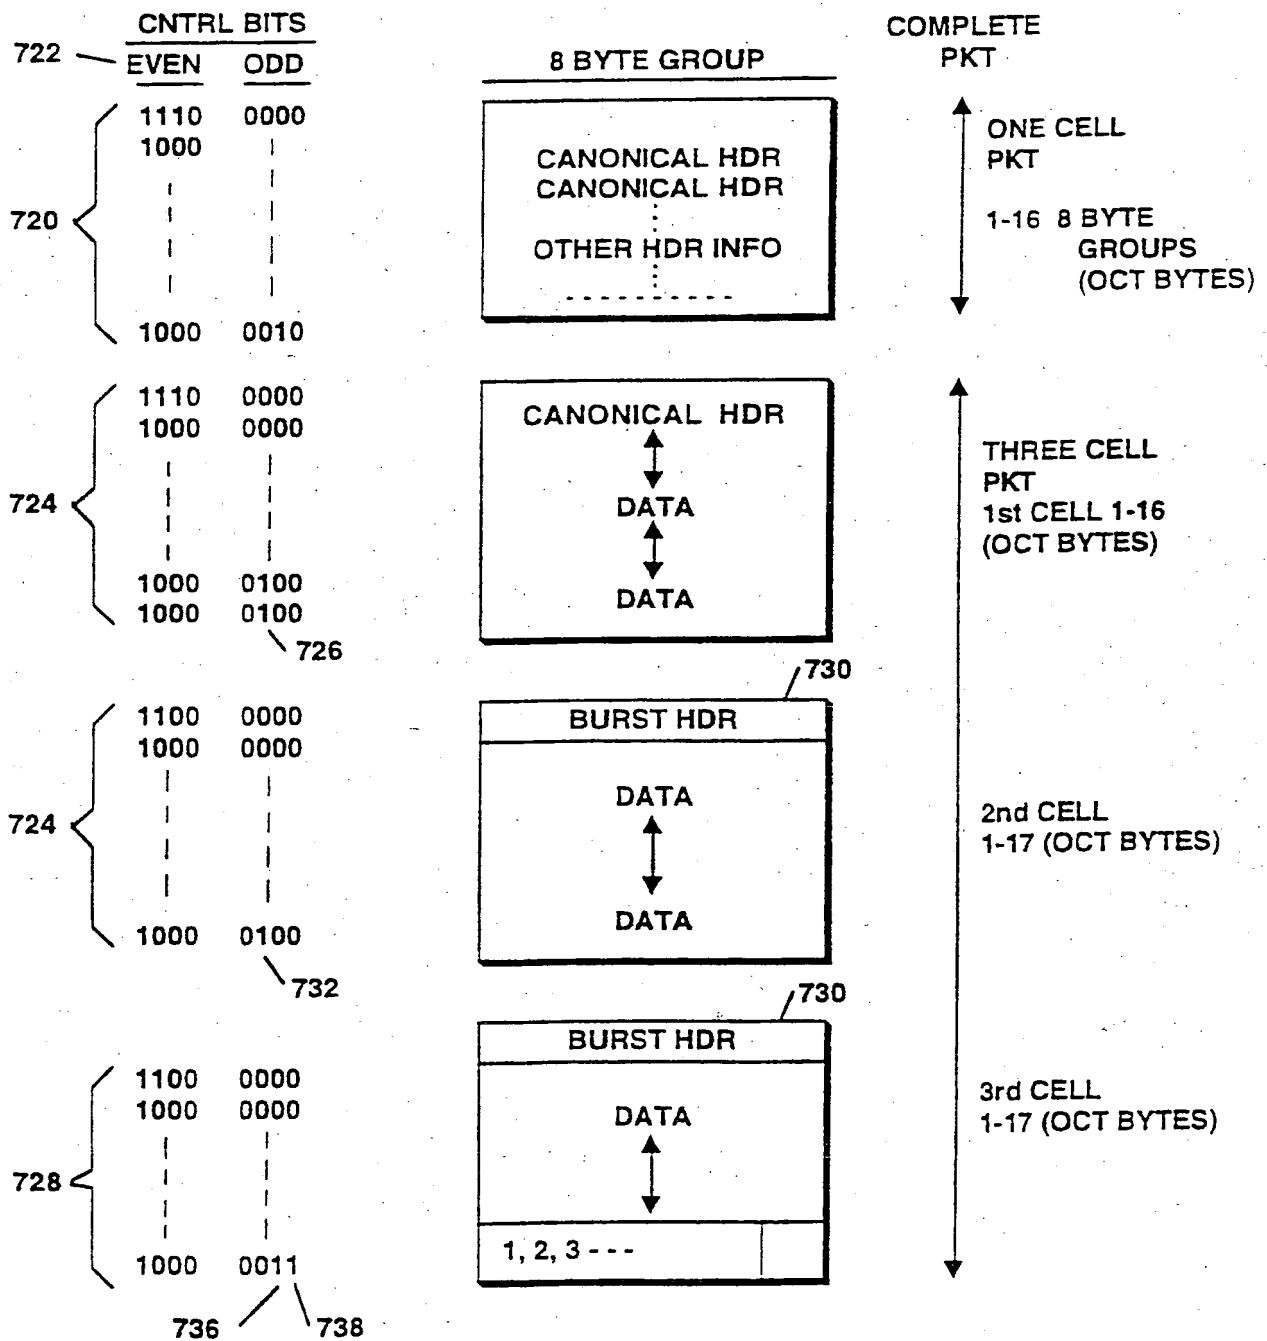 CNTRL BITS
722 EVEN ODD
8 BYTE GROUP
COMPLETE
PKT
1110 0000
1000
1000 0010
720
CANONICAL HDR
CANONICAL HDR
OTHER HDR INFO
ONE CELL
PKT
1-16 8 BYTE
GROUPS
(OCT BYTES)
1110 0000
1000 0000
724
1000 0100
1000 0100
726
CANONICAL HDR
DATA
DATA
THREE CELL
PKT
1st CELL 1-16
(OCT BYTES)
730
1100 0000
1000 0000
724
1000 0100
732
BURST HDR
DATA
DATA
2nd CELL
1-17 (OCT BYTES)
730
1100 0000
1000 0000
728
1000 0011
736 738
BURST HDR
DATA
1, 2, 3 - - -
3rd CELL
1-17 (OCT BYTES)